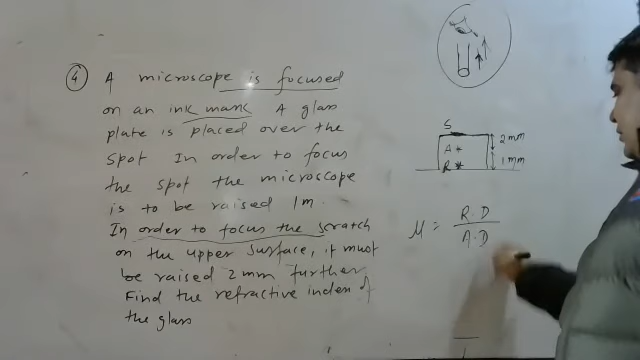 4
A microscope is focused
on an ink mark A glass
plate is placed over the
spot In order to focus
the spot the microscope
is to be raised 1m.
In order to focus the scratch
on the upper surface, it must
be raised 2mm further
Find the refractive index of
the glass
S
A *
R *
2mm
1mm
μ = R.D / A.D